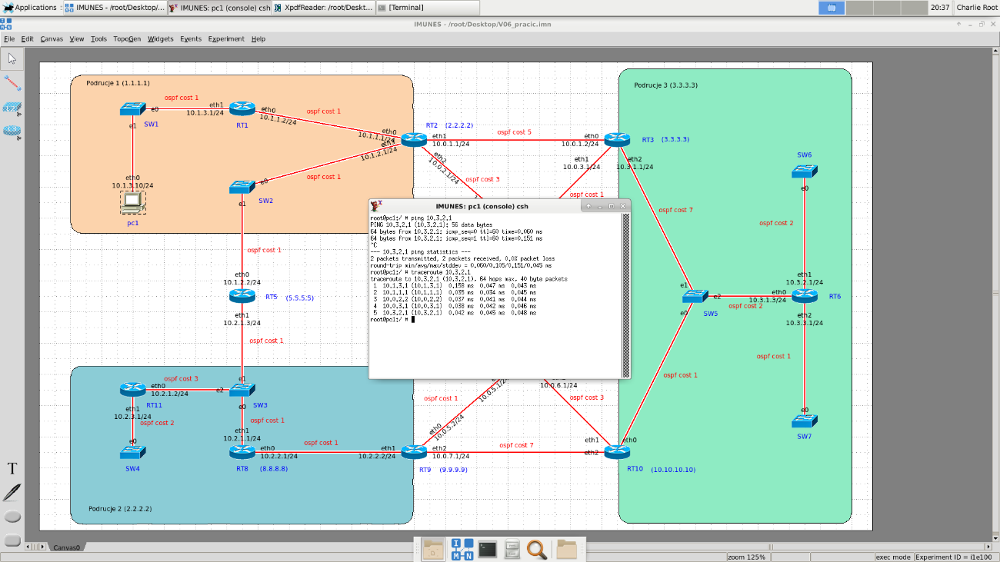 Applications
IMUNES - /root/Desktop/...
IMUNES: pc1 (console) csh
XpdfReader: /root/Deskt...
[Terminal]
20:37
Charlie Root
IMUNES - /root/Desktop/V06_pracic.imn
File Edit Canvas View Tools TopoGen Widgets Events Experiment Help
Podrucje 1 (1.1.1.1)
ospf cost 1
e0
eth1
10.1.3.1/24
SW1
e1
RT1
eth0
10.1.1.2/24
ospf cost 1
eth0
10.1.1.1/24
eth3
10.1.2.1/24
RT2 (2.2.2.2)
eth1
10.0.1.1/24
ospf cost 5
eth0
10.0.1.2/24
eth2
10.0.2.1/24
ospf cost 3
eth0
10.1.3.10/24
pc1
e0
ospf cost 1
SW2
e1
ospf cost 1
eth0
10.1.2.2/24
RT5 (5.5.5.5)
eth1
10.2.1.3/24
ospf cost 1
Podrucje 3 (3.3.3.3)
RT3 (3.3.3.3)
eth1
10.0.3.1/24
eth2
10.3.1.1/24
ospf cost 1
ospf cost 7
SW6
e0
ospf cost 2
eth1
10.3.2.1/24
e1
e2
eth0
10.3.1.3/24
RT6
ospf cost 2
e0
SW5
eth2
10.3.3.1/24
ospf cost 1
ospf cost 1
e0
SW7
IMUNES: pc1 (console) csh
root@pc1:/ # ping 10.3.2.1
PING 10.3.2.1 (10.3.2.1): 56 data bytes
64 bytes from 10.3.2.1: icmp_seq=0 ttl=60 time=0.060 ms
64 bytes from 10.3.2.1: icmp_seq=1 ttl=60 time=0.151 ms
^C
--- 10.3.2.1 ping statistics ---
2 packets transmitted, 2 packets received, 0.0% packet loss
round-trip min/avg/max/stddev = 0.060/0.105/0.151/0.045 ms
root@pc1:/ # traceroute 10.3.2.1
traceroute to 10.3.2.1 (10.3.2.1), 64 hops max, 40 byte packets
1 10.1.3.1 (10.1.3.1) 0.158 ms 0.047 ms 0.043 ms
2 10.1.1.1 (10.1.1.1) 0.035 ms 0.034 ms 0.045 ms
3 10.0.2.2 (10.0.2.2) 0.037 ms 0.041 ms 0.044 ms
4 10.0.3.1 (10.0.3.1) 0.038 ms 0.042 ms 0.046 ms
5 10.3.2.1 (10.3.2.1) 0.042 ms 0.045 ms 0.048 ms
root@pc1:/ #
ospf cost 3
e1
eth0
10.2.1.2/24
e2
RT11
SW3
eth1
10.2.3.1/24
e0
ospf cost 2
ospf cost 1
e0
eth1
10.2.1.1/24
SW4
RT8 (8.8.8.8)
eth0
10.2.2.1/24
ospf cost 1
eth1
10.2.2.2/24
RT9 (9.9.9.9)
ospf cost 1
10.0.5.1/24
eth0
10.0.5.2/24
eth2
10.0.7.1/24
ospf cost 7
10.0.6.1/24
ospf cost 3
eth1
eth2
eth0
RT10 (10.10.10.10)
Podrucje 2 (2.2.2.2)
T
Canvas0
zoom 125%
exec mode
Experiment ID = i1e100